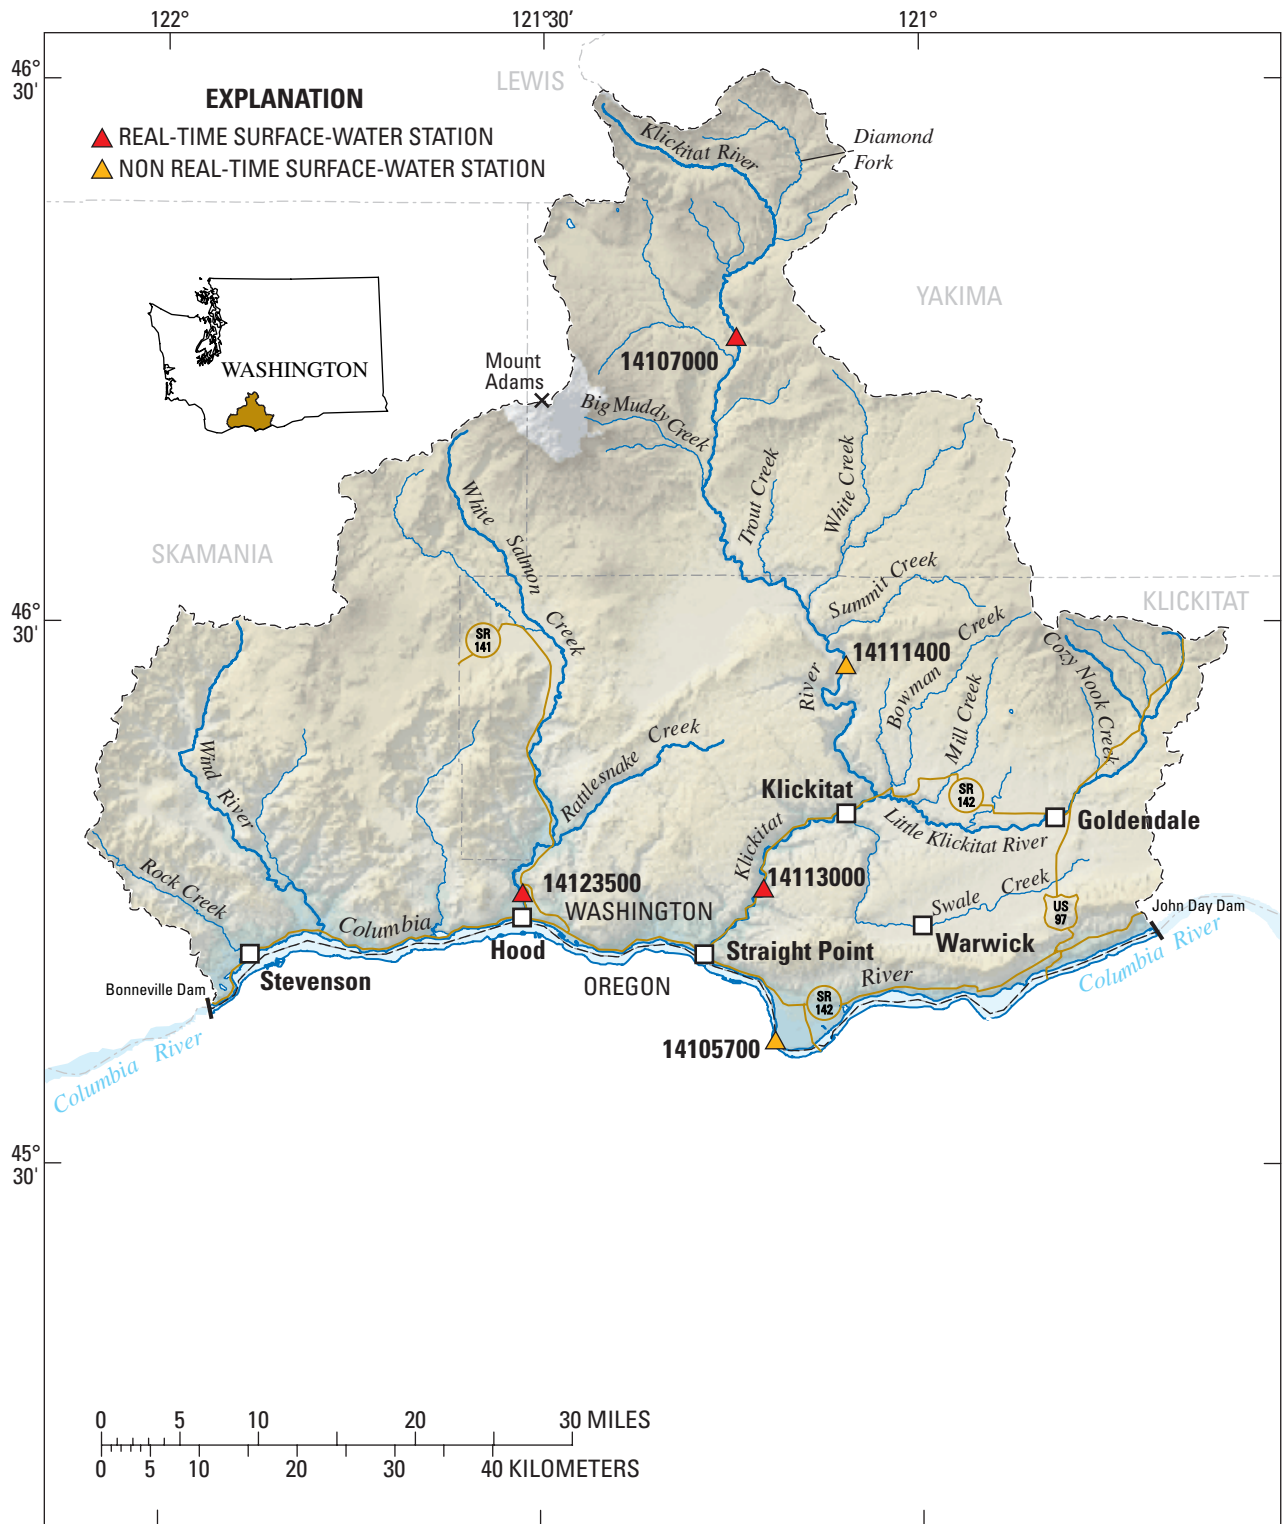 122°
121°30'
121°
46°
30'
LEWIS
EXPLANATION
REAL-TIME SURFACE-WATER STATION
NON REAL-TIME SURFACE-WATER STATION
Klickitat River
Diamond
Fork
YAKIMA
WASHINGTON
14107000
Mount
Adams
Big Muddy Creek
White
Salmon
Creek
Trout Creek
White Creek
SKAMANIA
Summit Creek
KLICKITAT
46°
30'
SR
141
14111400
River
Bowman Creek
Mill Creek
Cozy Nook Creek
Wind River
Rattlesnake Creek
Klickitat
SR
142
Goldendale
Little Klickitat River
Klickitat
Rock Creek
14123500
14113000
WASHINGTON
Swale Creek
US
97
John Day Dam
Columbia
Hood
Straight Point
Warwick
Stevenson
OREGON
River
Columbia River
Bonneville Dam
SR
142
14105700
Columbia River
45°
30'
0 5 10 20 30 MILES
0 5 10 20 30 40 KILOMETERS